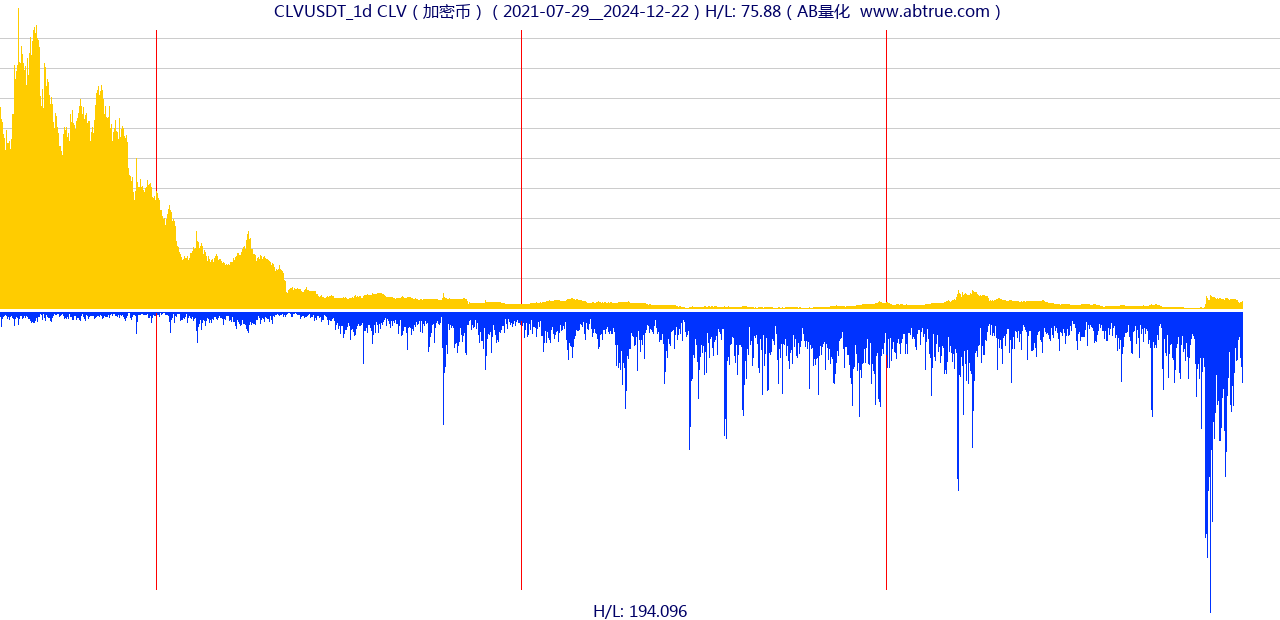 CLVUSDT_1d CLV（加密币）（2021-07-29__2024-12-22）H/L: 75.88（AB量化  www.abtrue.com）
H/L: 194.096